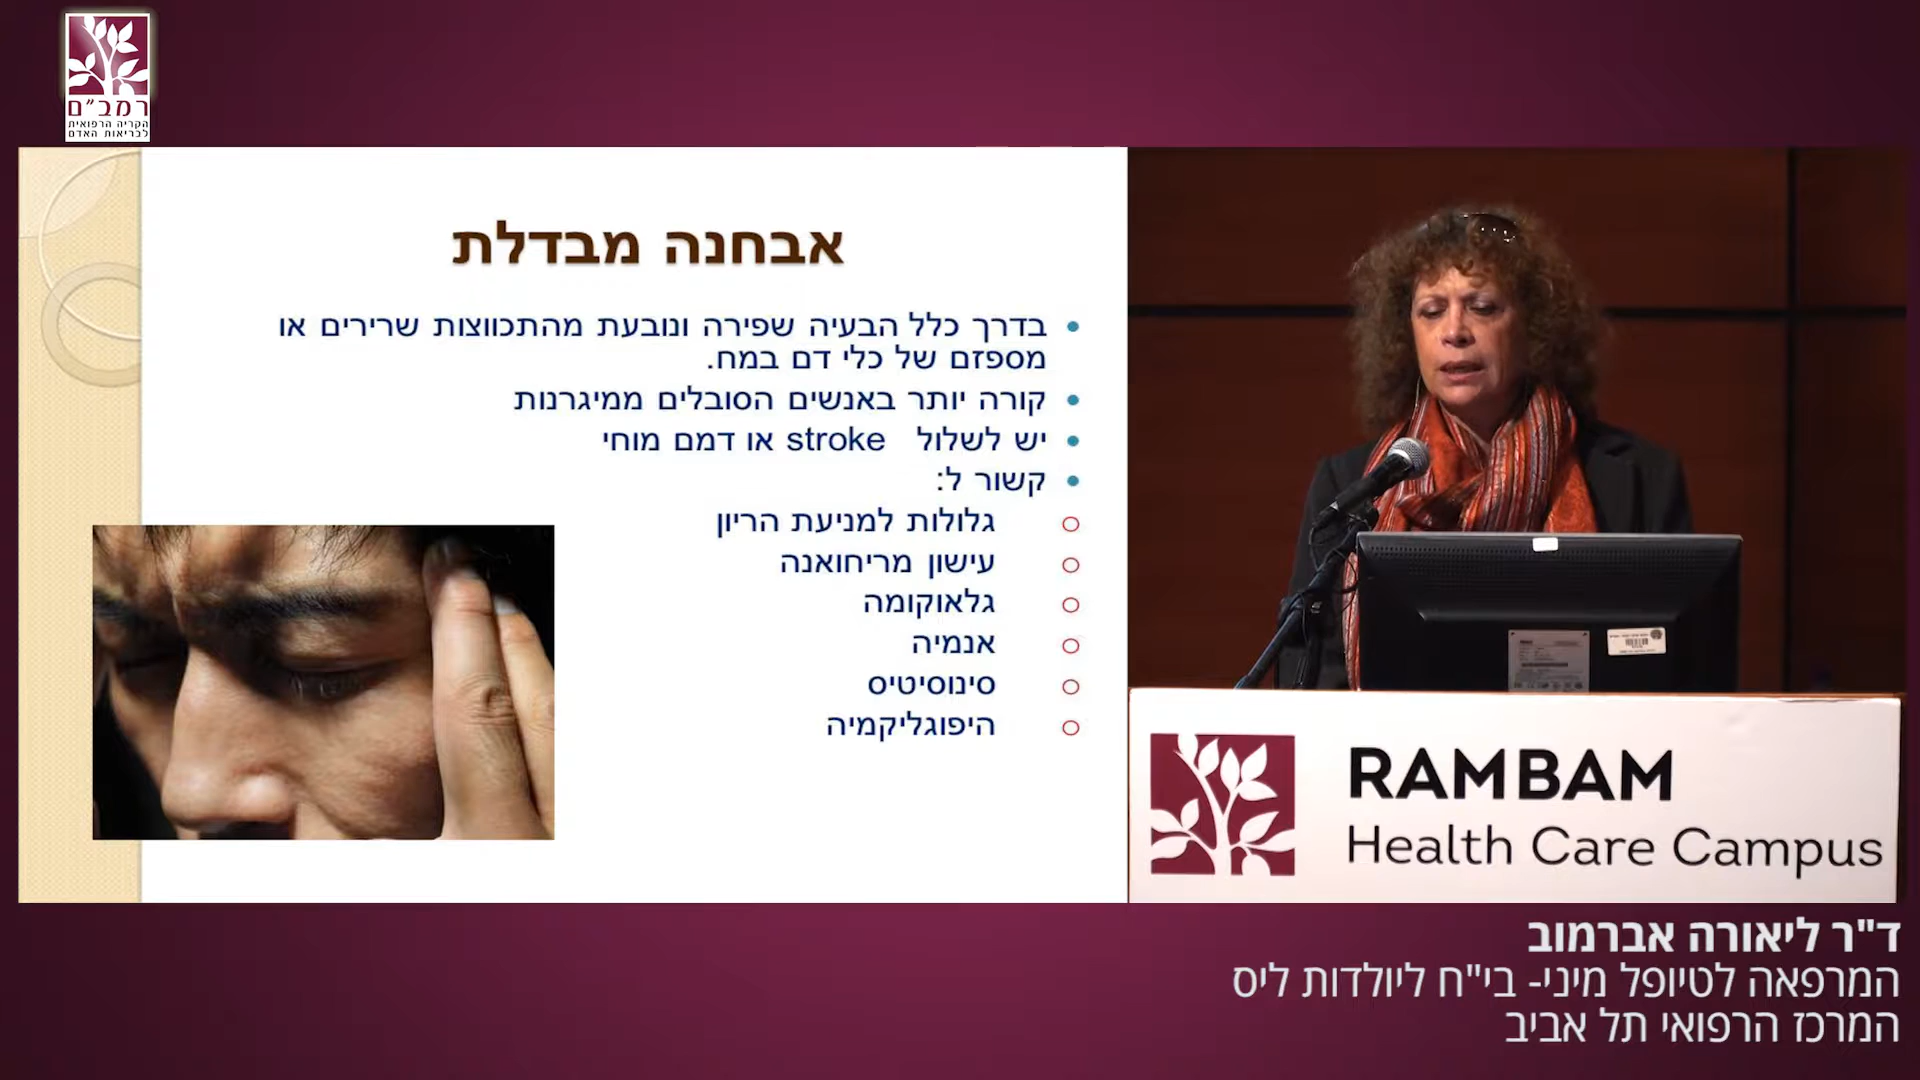 רמב״ם
הקריה הרפואית
לבריאות האדם
אבחנה מבדלת
בדרך כלל הבעיה שפירה ונובעת מהתכווצות שרירים או
מספזם של כלי דם במח.
קורה יותר באנשים הסובלים ממיגרנות
יש לשלול stroke או דמם מוחי
קשור ל:
גלולות למניעת הריון
עישון מריחואנה
גלאוקומה
אנמיה
סינוסיטיס
היפוגליקמיה
RAMBAM
Health Care Campus
ד"ר ליאורה אברמוב
המרפאה לטיופל מיני- בי"ח ליולדות ליס
המרכז הרפואי תל אביב